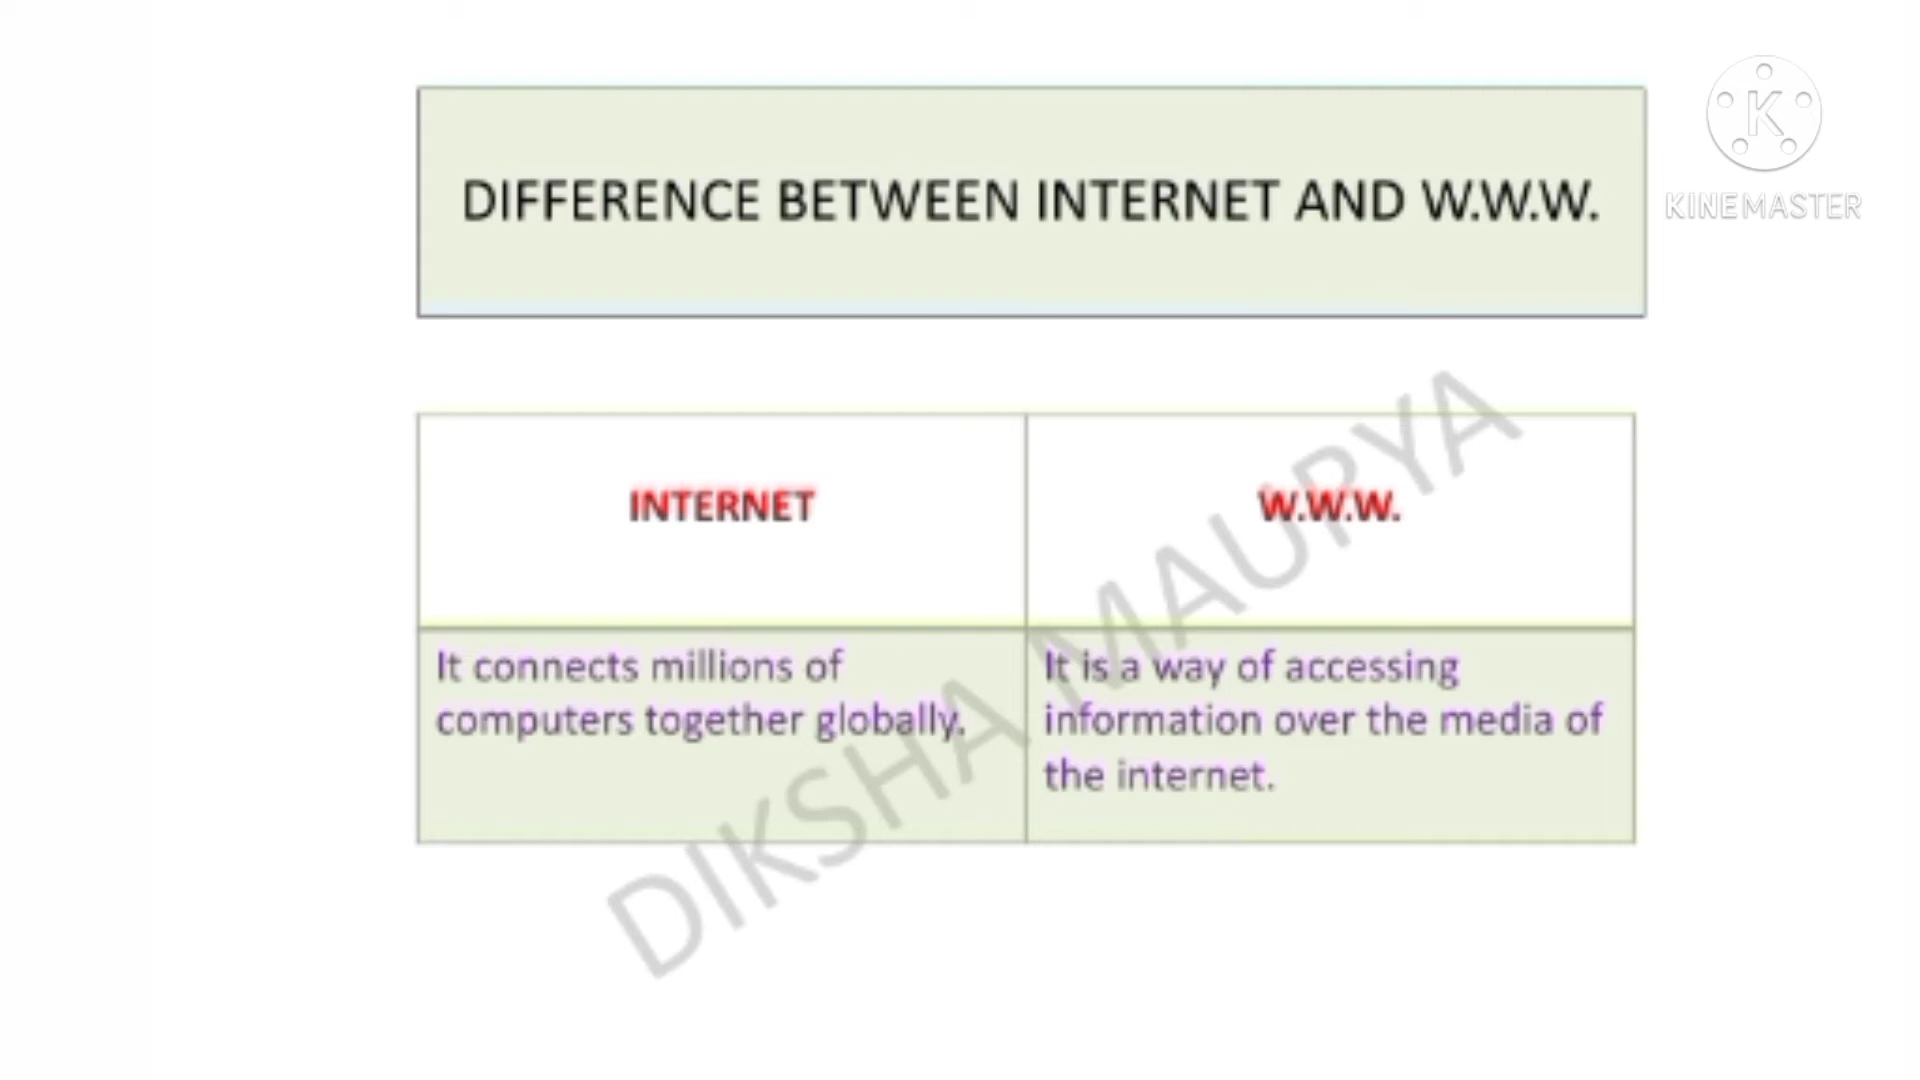 K
KINEMASTER
DIFFERENCE BETWEEN INTERNET AND W.W.W.
INTERNET
W.W.W.
It connects millions of
computers together globally.
It is a way of accessing
information over the media of
the internet.
DIKSHA MAURYA